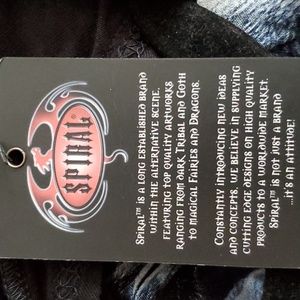 SPIRAL
Spiral™ is a long established brand
within the alternative scene,
featuring top quality artworks
ranging from dark Tribal and Goth
to magical Fairies and Dragons.
Constantly introducing new ideas
and concepts, we believe in supplying
cutting edge designs on high quality
products to a worldwide market.
Spiral™ is not just a brand
...it's an attitude!